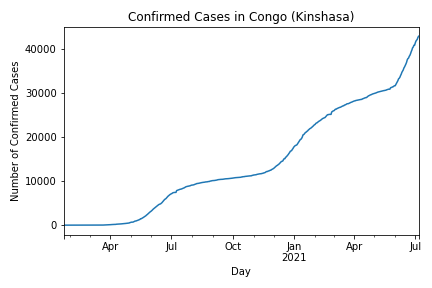 Confirmed Cases in Congo (Kinshasa)
Number of Confirmed Cases
40000
30000
20000
10000
0
Apr Jul Oct Jan Apr Jul
2021
Day